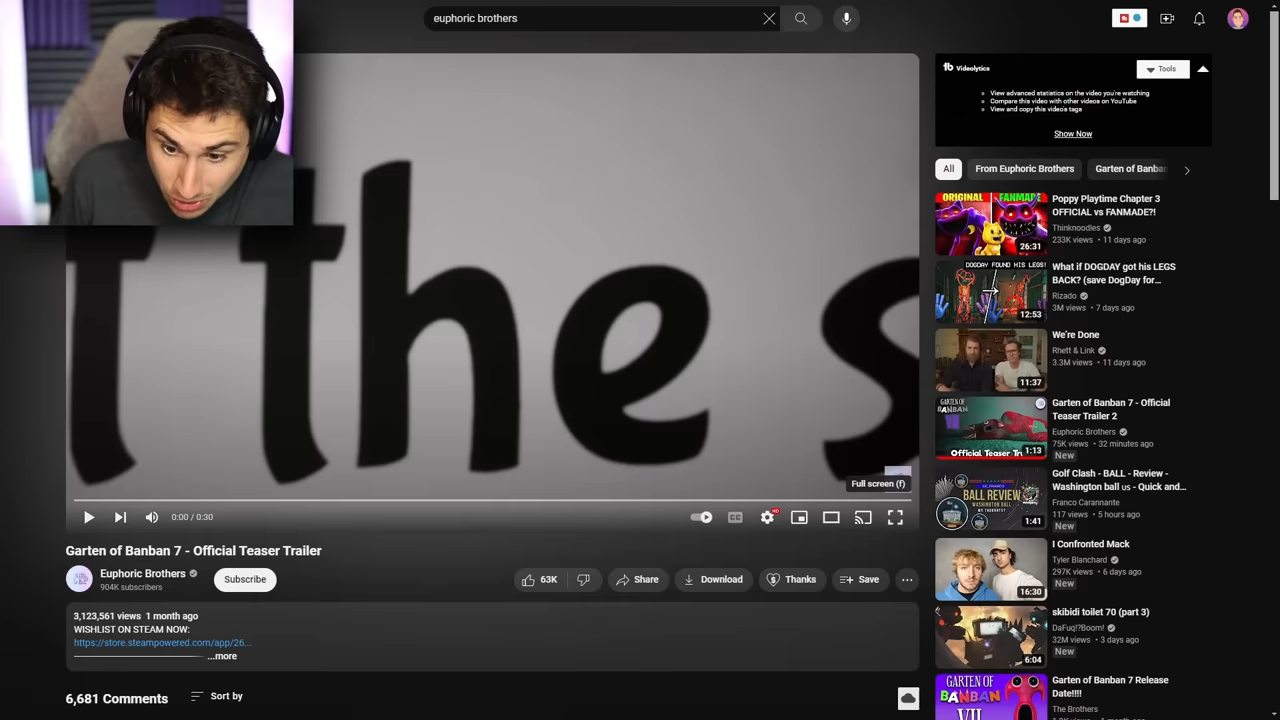 euphoric brothers
t the s
Full screen (f)
0:00 / 0:30
HD
Garten of Banban 7 - Official Teaser Trailer
Euphoric Brothers
904K subscribers
Subscribe
63K
Share
Download
Thanks
Save
3,123,561 views 1 month ago
WISHLIST ON STEAM NOW:
https://store.steampowered.com/app/26...
...more
6,681 Comments
Sort by
Videolytics
Tools
View advanced statistics on the video you're watching
Compare this video with other videos on YouTube
View and copy this video's tags
Show Now
All
From Euphoric Brothers
Garten of Banban
ORIGINAL
FANMADE
26:31
Poppy Playtime Chapter 3
OFFICIAL vs FANMADE?!
Thinknoodles
233K views • 11 days ago
DOGDAY FOUND HIS LEGS!
12:53
What if DOGDAY got his LEGS
BACK? (save DogDay for...
Rizado
3M views • 7 days ago
11:37
We're Done
Rhett & Link
3.3M views • 11 days ago
GARTEN OF
BANBAN
Official Teaser Tra
1:13
Garten of Banban 7 - Official
Teaser Trailer 2
Euphoric Brothers
75K views • 32 minutes ago
New
CC_FRANCO
BALL REVIEW
WASHINGTON BALL
MY THOUGHTS?
1:41
Golf Clash - BALL - Review -
Washington ball us - Quick and...
Franco Carannante
117 views • 5 hours ago
New
16:30
I Confronted Mack
Tyler Blanchard
297K views • 6 days ago
New
6:04
skibidi toilet 70 (part 3)
DaFuq!?Boom!
32M views • 3 days ago
New
GARTEN OF
BANBAN
VII
Garten of Banban 7 Release
Date!!!!
The Brothers